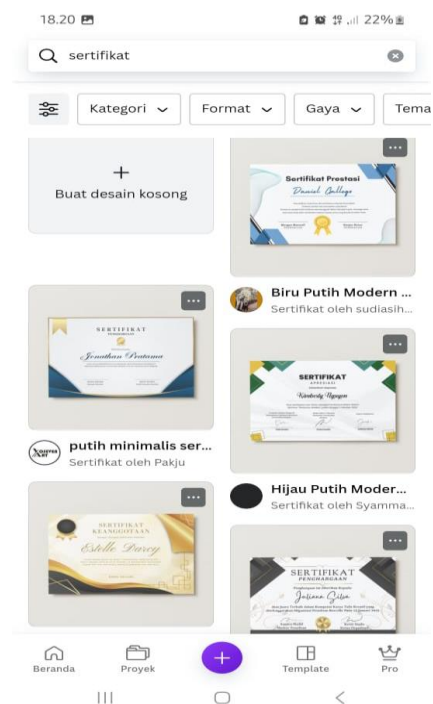 18.20
22%
sertifikat
Kategori
Format
Gaya
Tema
+
Buat desain kosong
Sertifikat Prestasi
Daniel Gallego
Biru Putih Modern ...
Sertifikat oleh sudiasih...
SERTIFIKAT
PENGHARGAAN
Jonathan Pratama
putih minimalis ser...
Sertifikat oleh Pakju
SERTIFIKAT
APRESIASI
Kimberly Nguyen
Hijau Putih Moder...
Sertifikat oleh Syamma...
SERTIFIKAT
KEANGGOTAAN
Estelle Darcy
SERTIFIKAT
PENGHARGAAN
Juliana Silva
Beranda
Proyek
+
Template
Pro